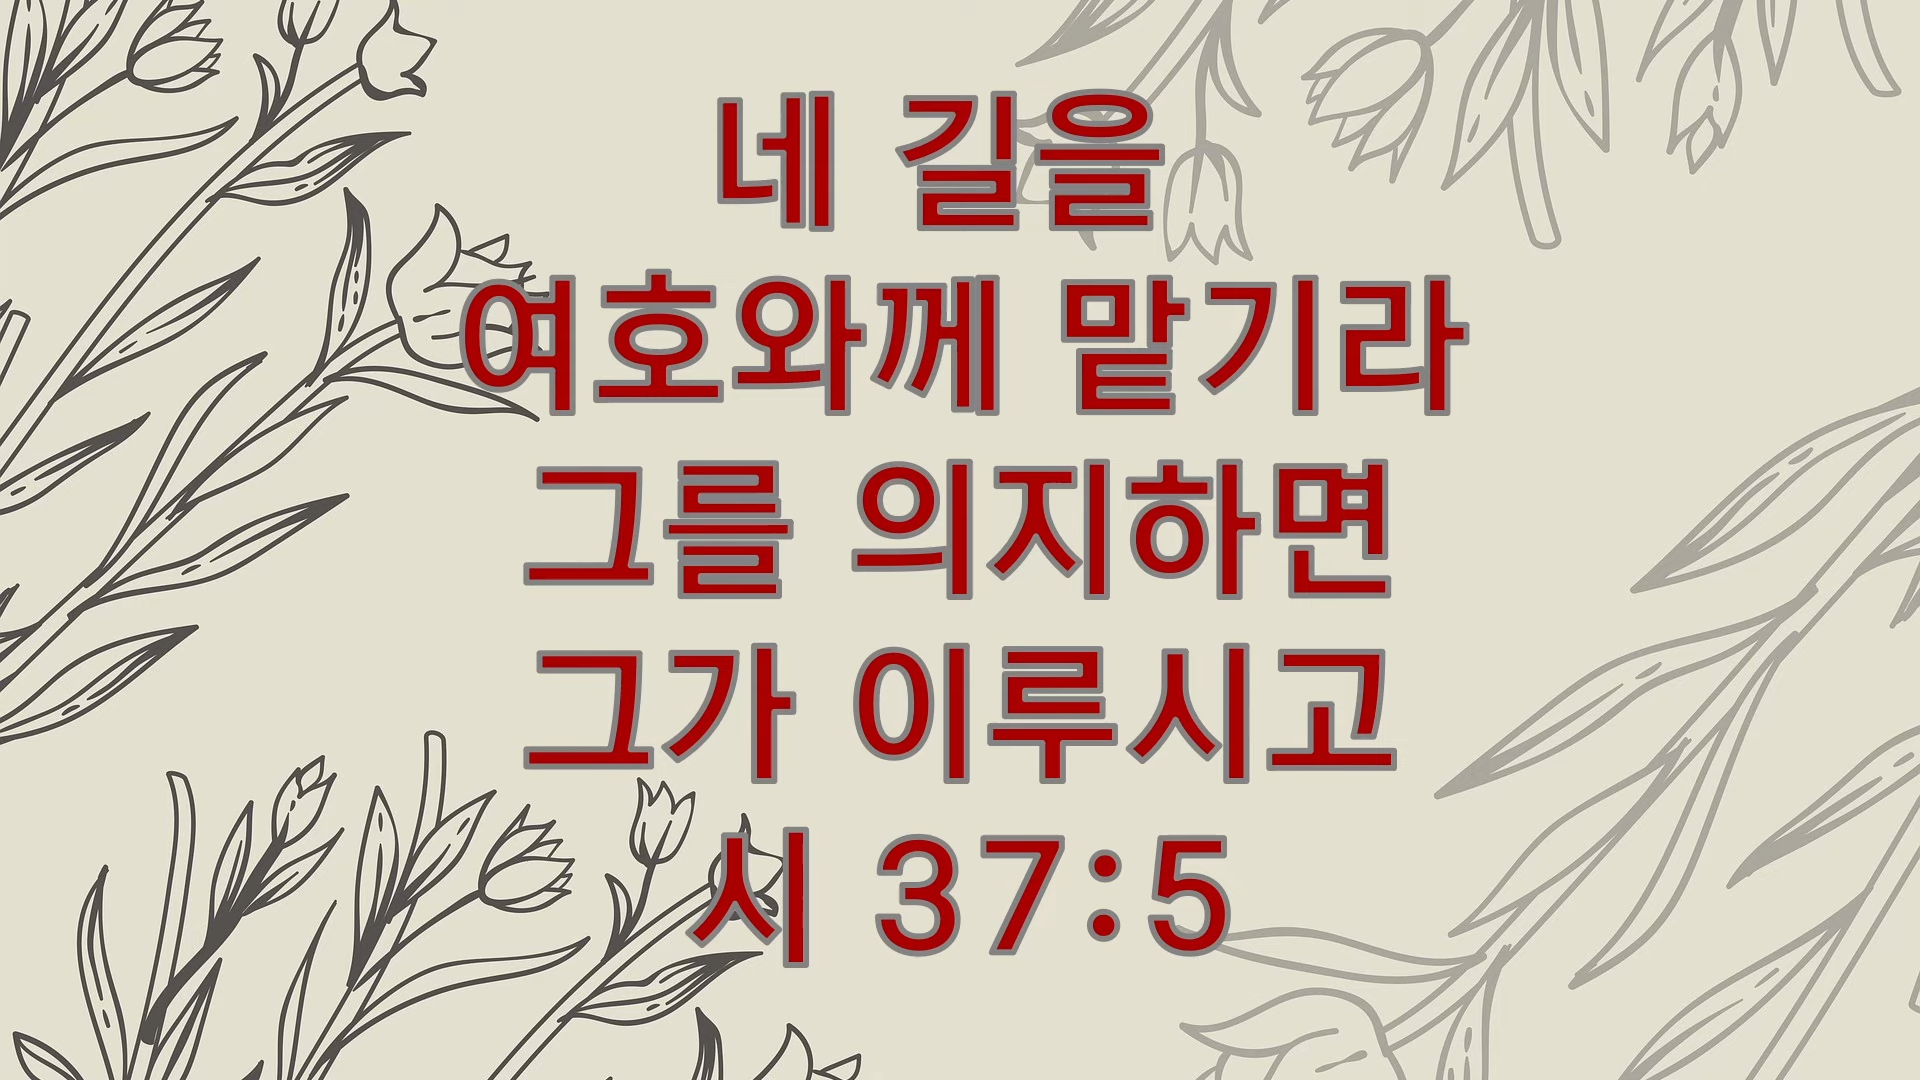 네 길을
여호와께 맡기라
그를 의지하면
그가 이루시고
시 37:5